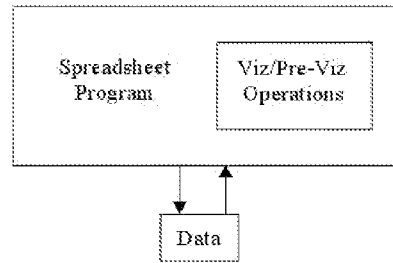 Spreadsheet
Program
Viz/Pre-Viz
Operations
Data